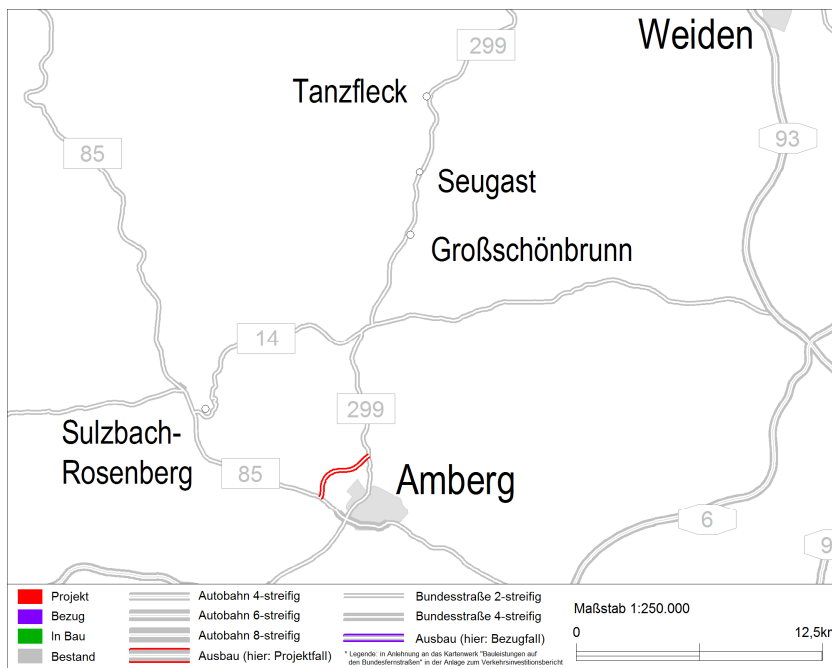 Weiden
299
Tanzfleck
93
85
Seugast
Großschönbrunn
14
299
Sulzbach-
Rosenberg
85
Amberg
6
9
Projekt
Bezug
In Bau
Bestand
Autobahn 4-streifig
Autobahn 6-streifig
Autobahn 8-streifig
Ausbau (hier: Projektfall)
Bundesstraße 2-streifig
Bundesstraße 4-streifig
Ausbau (hier: Bezugfall)
* Legende: in Anlehnung an das Kartenwerk "Bauleistungen auf
den Bundesfernstraßen" in der Anlage zum Verkehrsinvestitionsbericht
Maßstab 1:250.000
0 12,5km